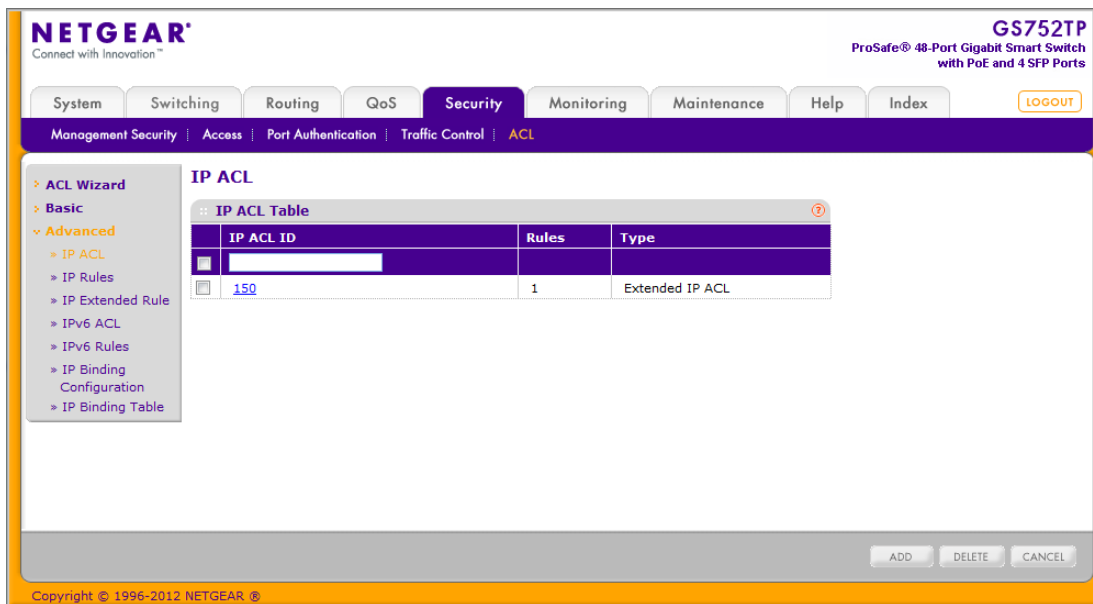 NETGEAR®
Connect with Innovation™
GS752TP
ProSafe® 48-Port Gigabit Smart Switch
with PoE and 4 SFP Ports
System Switching Routing QoS Security Monitoring Maintenance Help Index LOGOUT
Management Security | Access | Port Authentication | Traffic Control | ACL
ACL Wizard
Basic
Advanced
» IP ACL
» IP Rules
» IP Extended Rule
» IPv6 ACL
» IPv6 Rules
» IP Binding
Configuration
» IP Binding Table
IP ACL
IP ACL Table ?
IP ACL ID Rules Type
150 1 Extended IP ACL
ADD DELETE CANCEL
Copyright © 1996-2012 NETGEAR ®